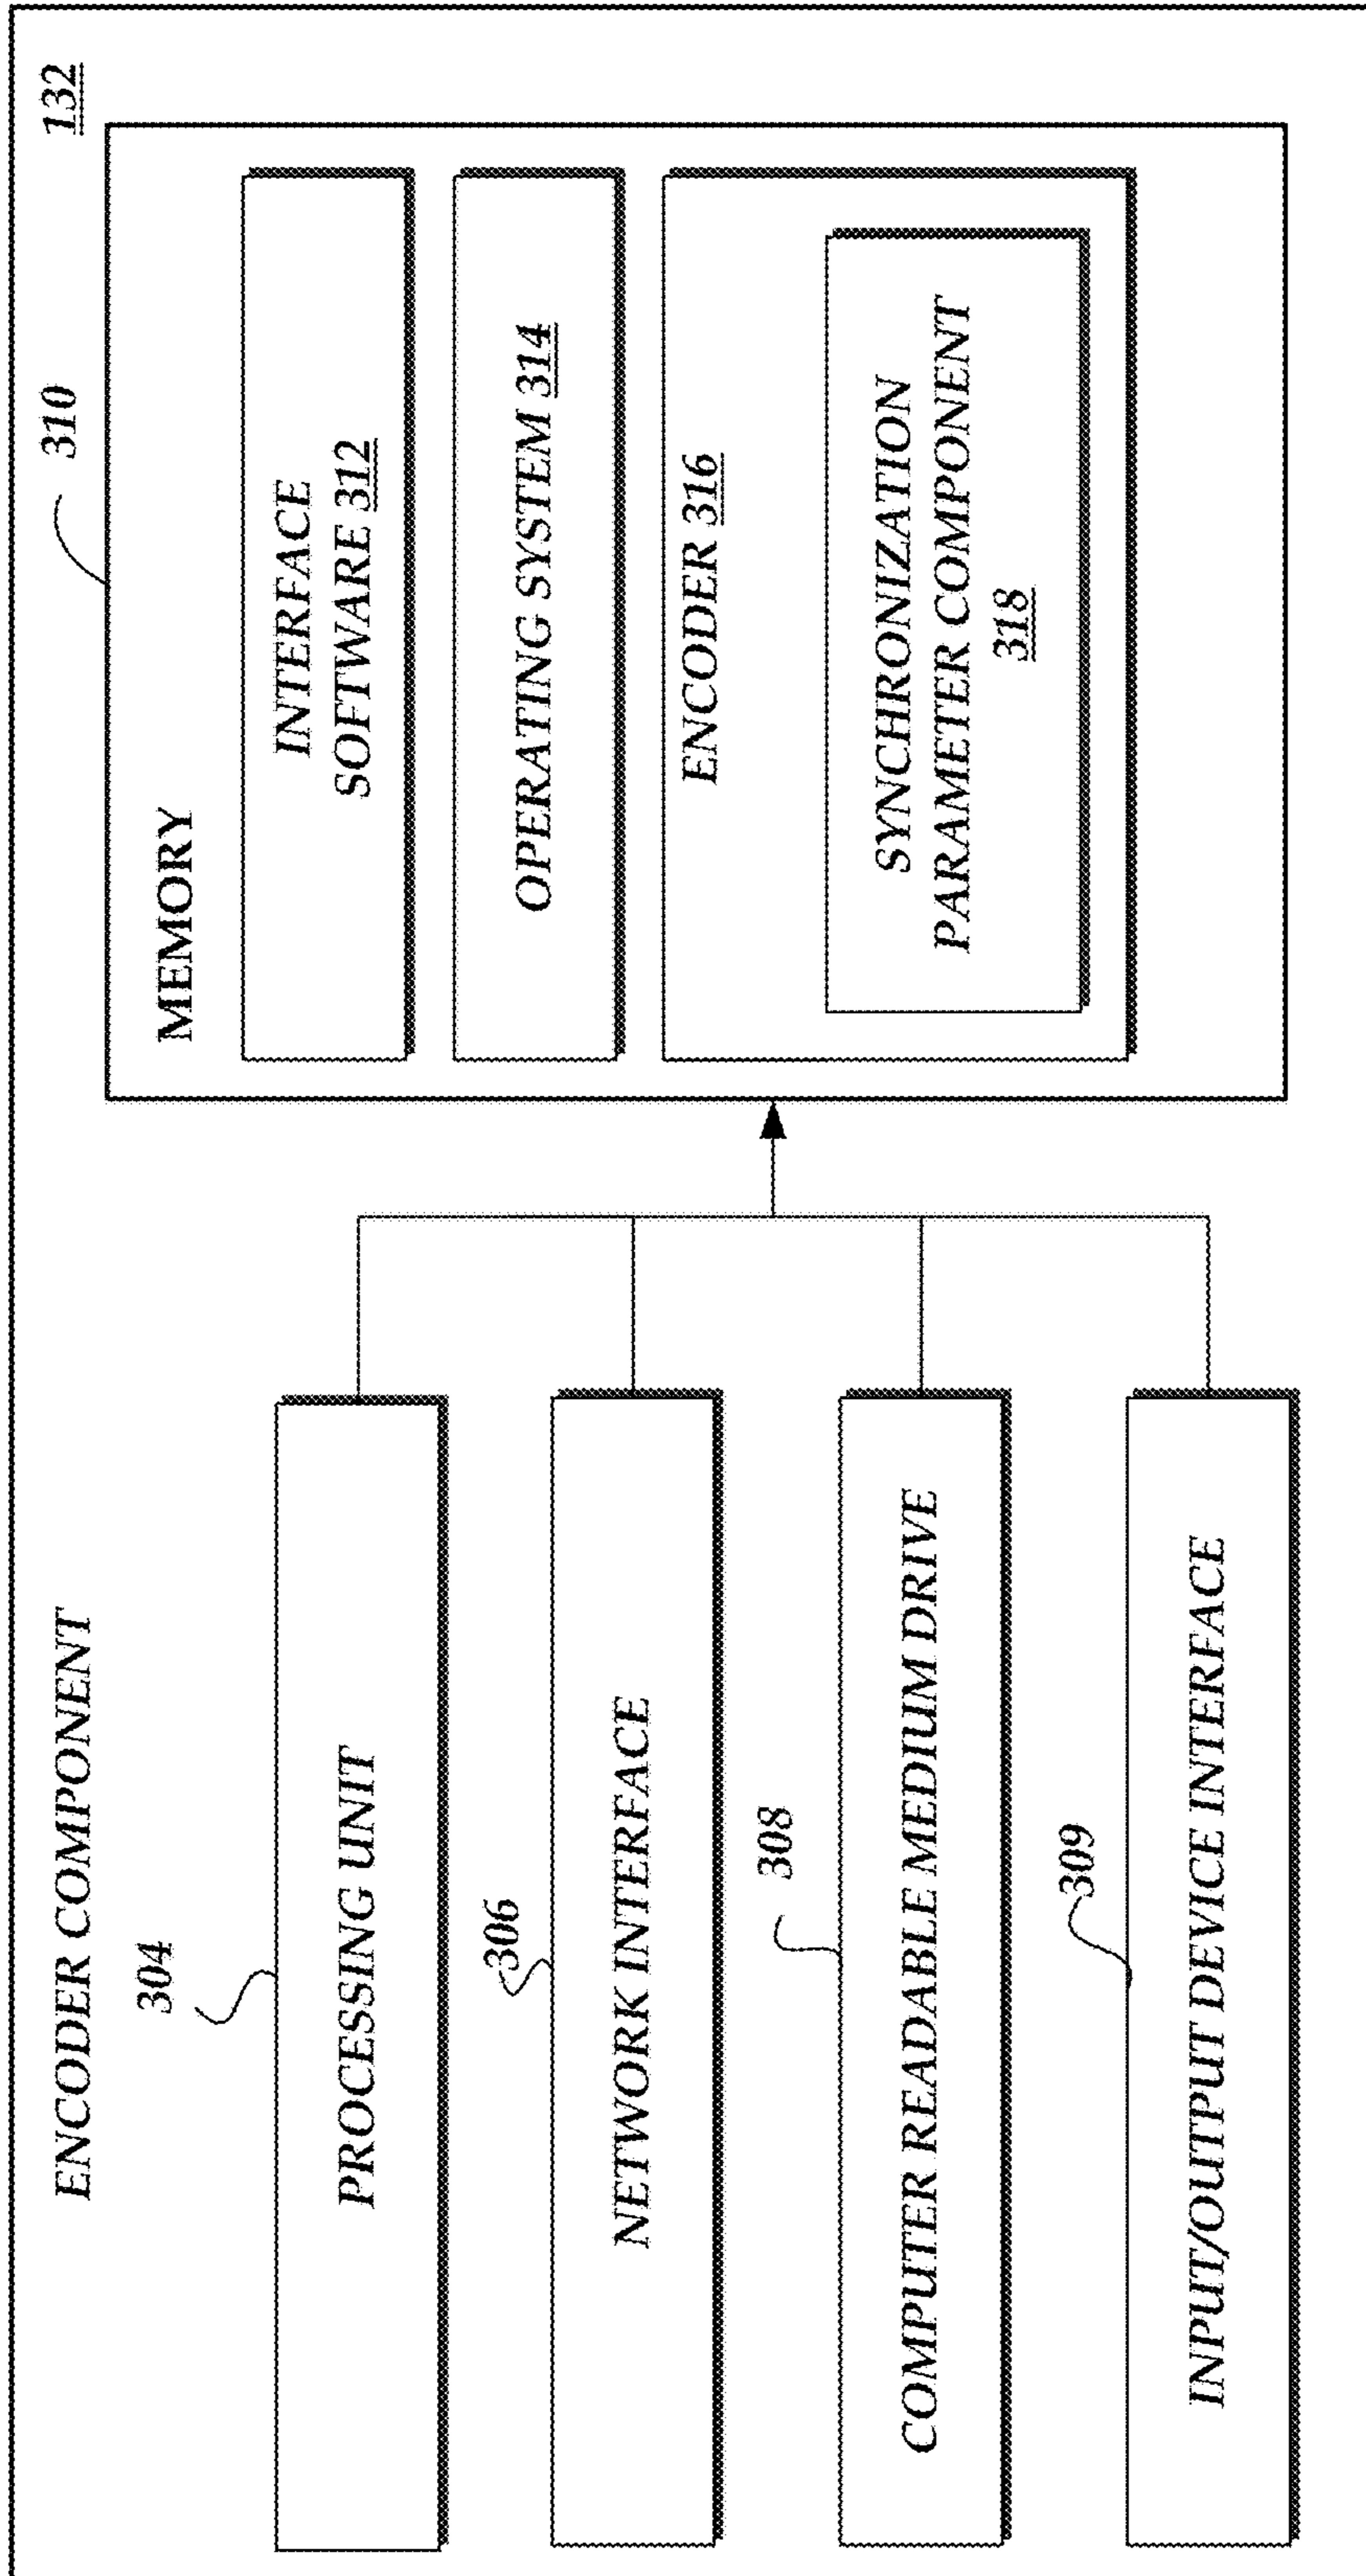 ENCODER COMPONENT
132
304
PROCESSING UNIT
306
NETWORK INTERFACE
308
COMPUTER READABLE MEDIUM DRIVE
309
INPUT/OUTPUT DEVICE INTERFACE
310
MEMORY
INTERFACE
SOFTWARE 312
OPERATING SYSTEM 314
ENCODER 316
SYNCHRONIZATION
PARAMETER COMPONENT
318